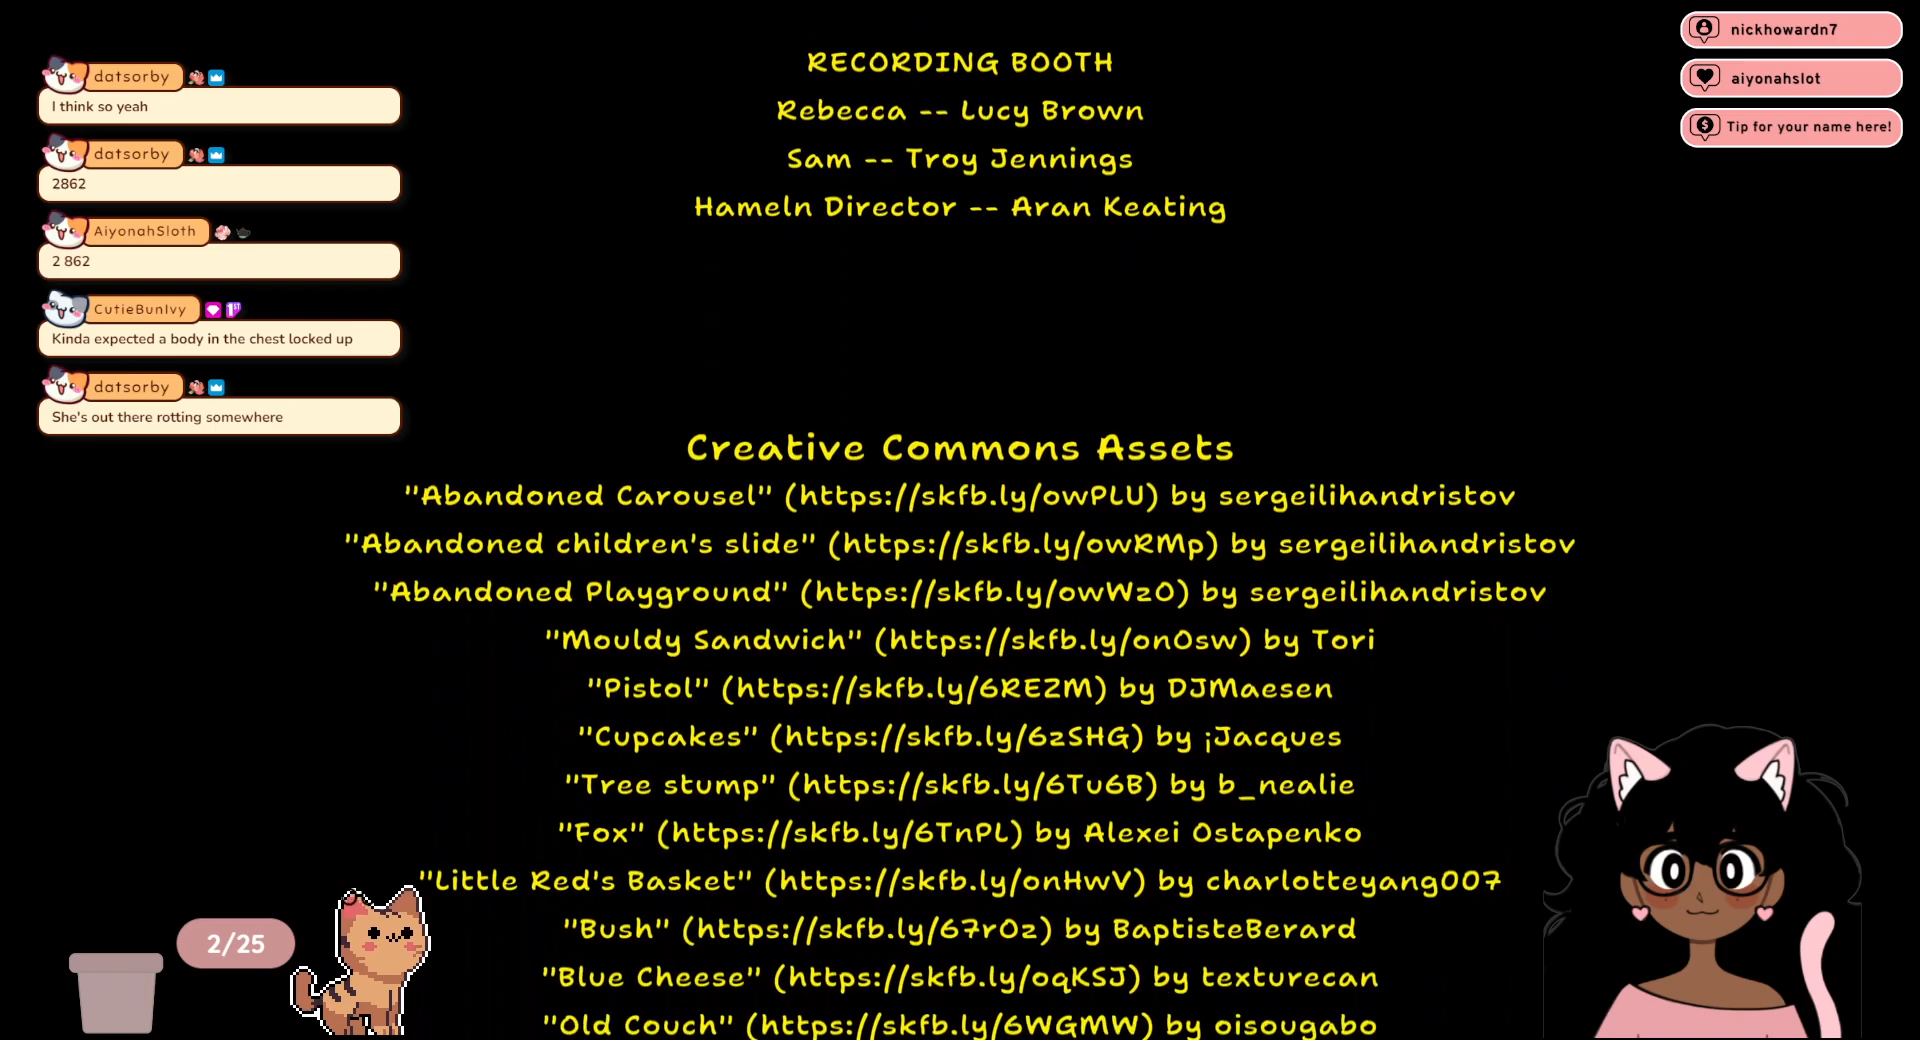 datsorby
I think so yeah
datsorby
2862
AiyonahSloth
2 862
CutieBunIvy
Kinda expected a body in the chest locked up
datsorby
She's out there rotting somewhere
RECORDING BOOTH
Rebecca -- Lucy Brown
Sam -- Troy Jennings
Hameln Director -- Aran Keating
Creative Commons Assets
"Abandoned Carousel" (https://skfb.ly/owPLU) by sergeilihandristov
"Abandoned children's slide" (https://skfb.ly/owRMp) by sergeilihandristov
"Abandoned Playground" (https://skfb.ly/owWzO) by sergeilihandristov
"Mouldy Sandwich" (https://skfb.ly/onOsw) by Tori
"Pistol" (https://skfb.ly/6REZM) by DJMaesen
"Cupcakes" (https://skfb.ly/6zSHG) by ¡Jacques
"Tree stump" (https://skfb.ly/6Tu6B) by b_nealie
"Fox" (https://skfb.ly/6TnPL) by Alexei Ostapenko
"Little Red's Basket" (https://skfb.ly/onHwV) by charlotteyang007
"Bush" (https://skfb.ly/67rOz) by BaptisteBerard
"Blue Cheese" (https://skfb.ly/oqKSJ) by texturecan
"Old Couch" (https://skfb.ly/6WGMW) by oisougabo
nickhowardn7
aiyonahslot
Tip for your name here!
2/25